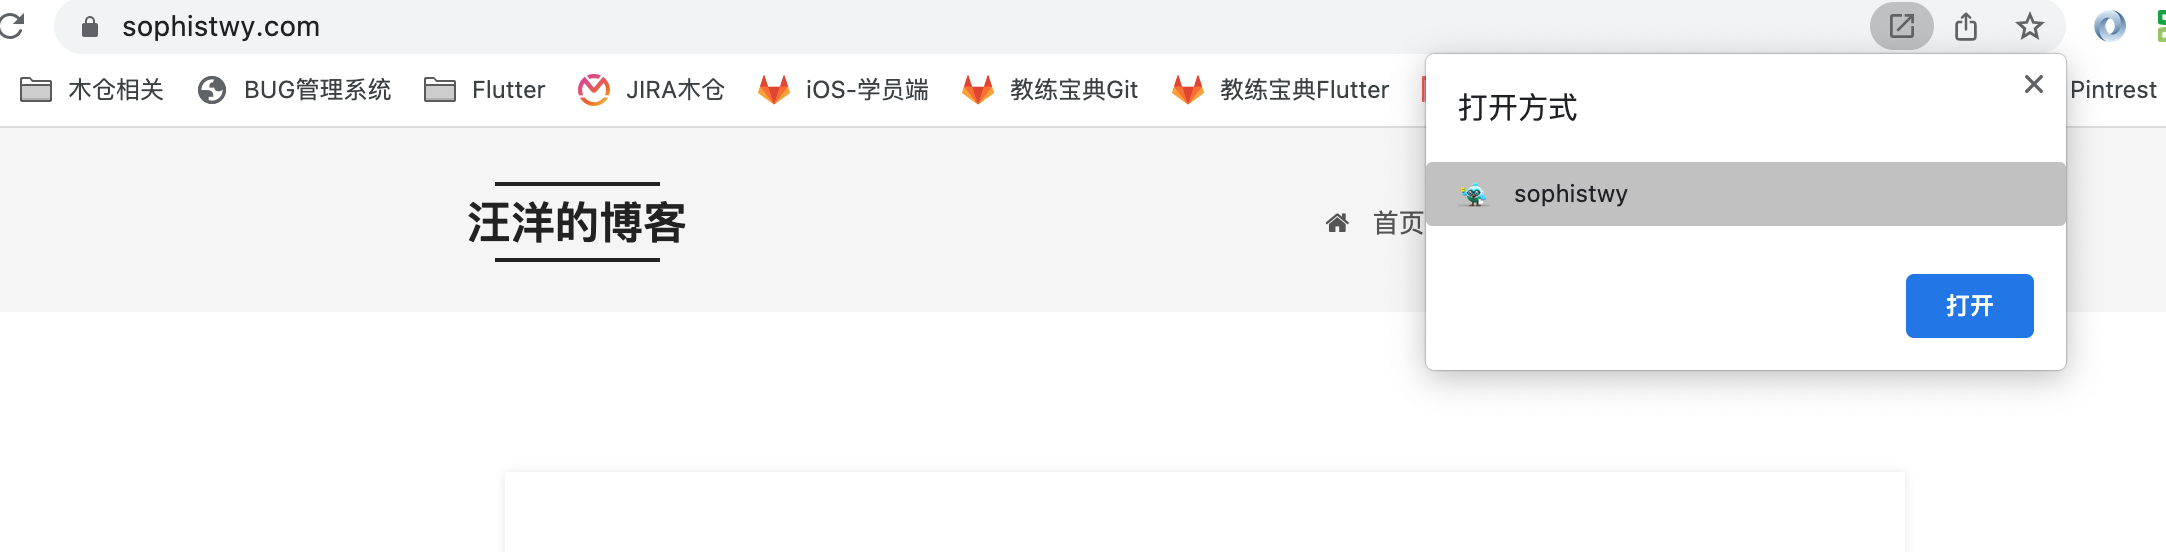 sophistwy.com
木仓相关 BUG管理系统 Flutter JIRA木仓 iOS-学员端 教练宝典Git 教练宝典Flutter Pintrest
打开方式
sophistwy
汪洋的博客
首页
打开